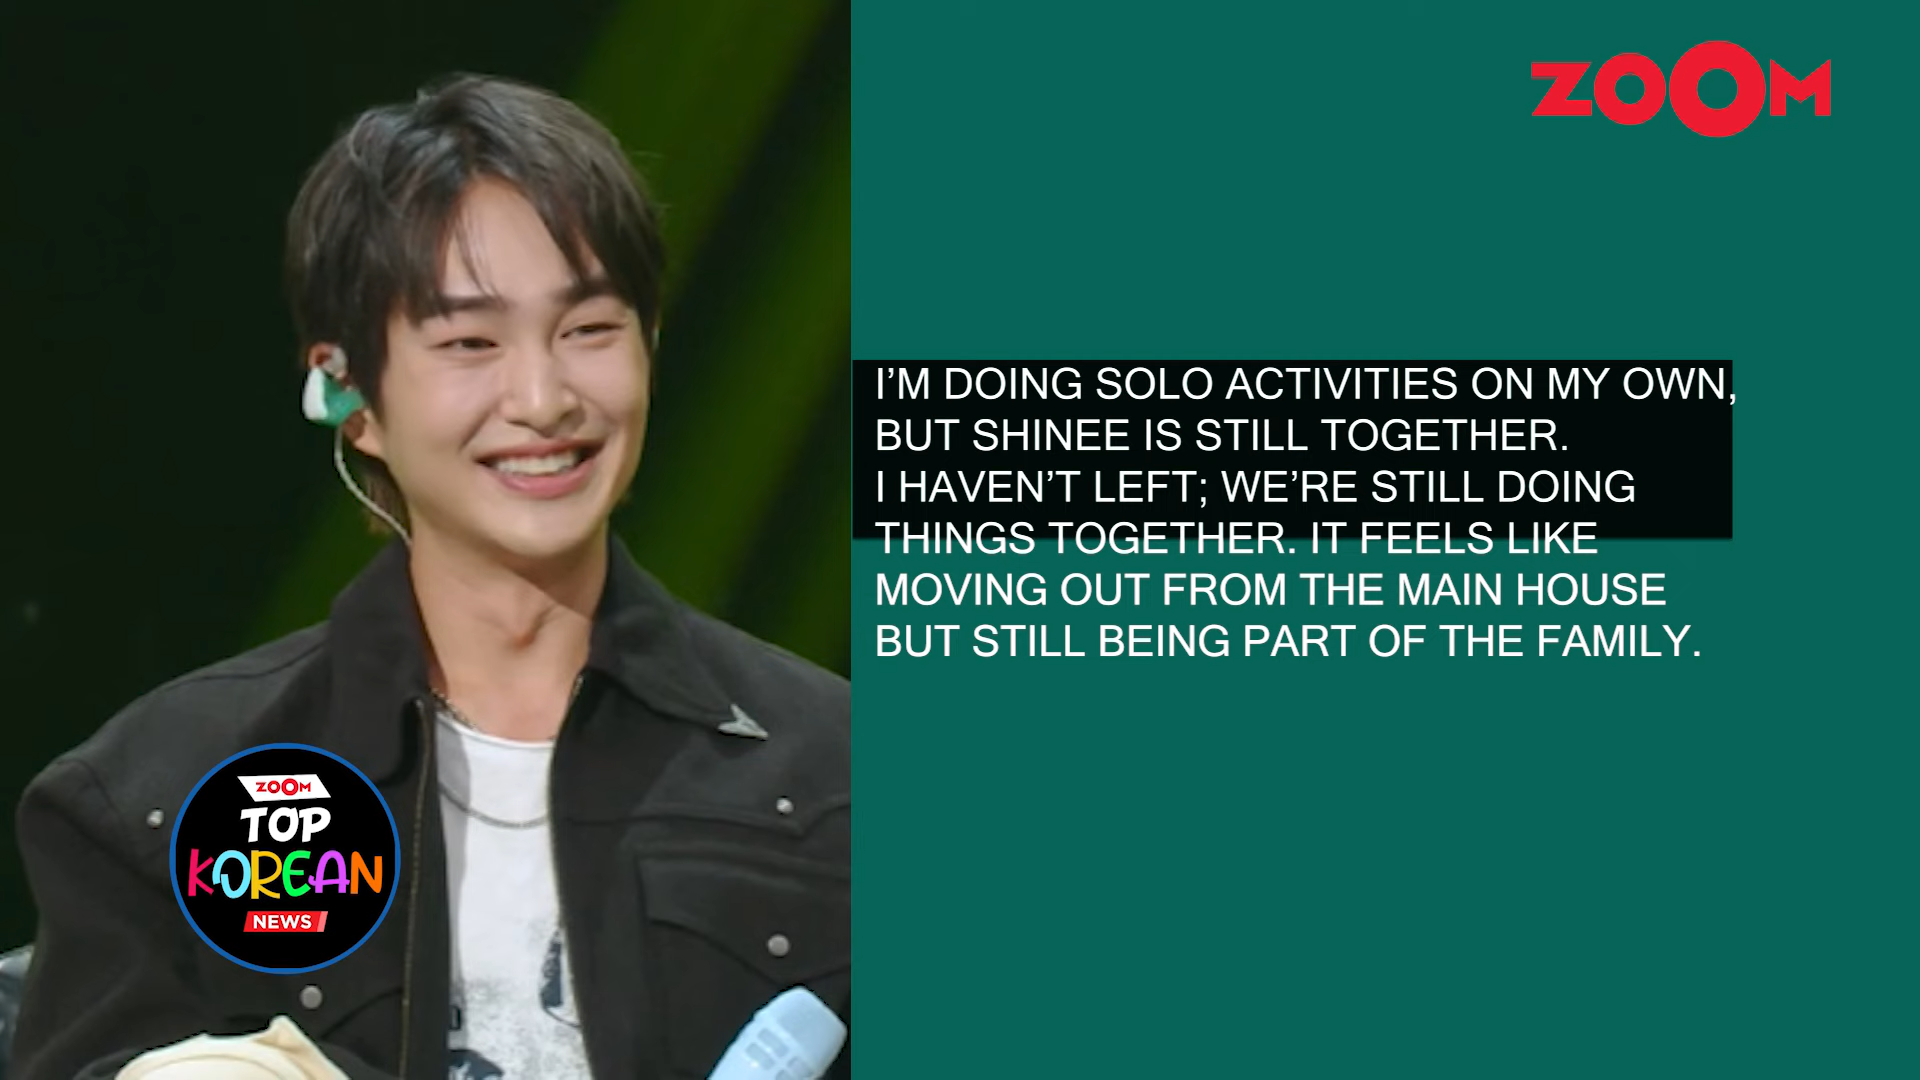 ZOOM
I'M DOING SOLO ACTIVITIES ON MY OWN,
BUT SHINEE IS STILL TOGETHER.
I HAVEN'T LEFT; WE'RE STILL DOING
THINGS TOGETHER. IT FEELS LIKE
MOVING OUT FROM THE MAIN HOUSE
BUT STILL BEING PART OF THE FAMILY.
ZOOM
TOP
KOREAN
NEWS